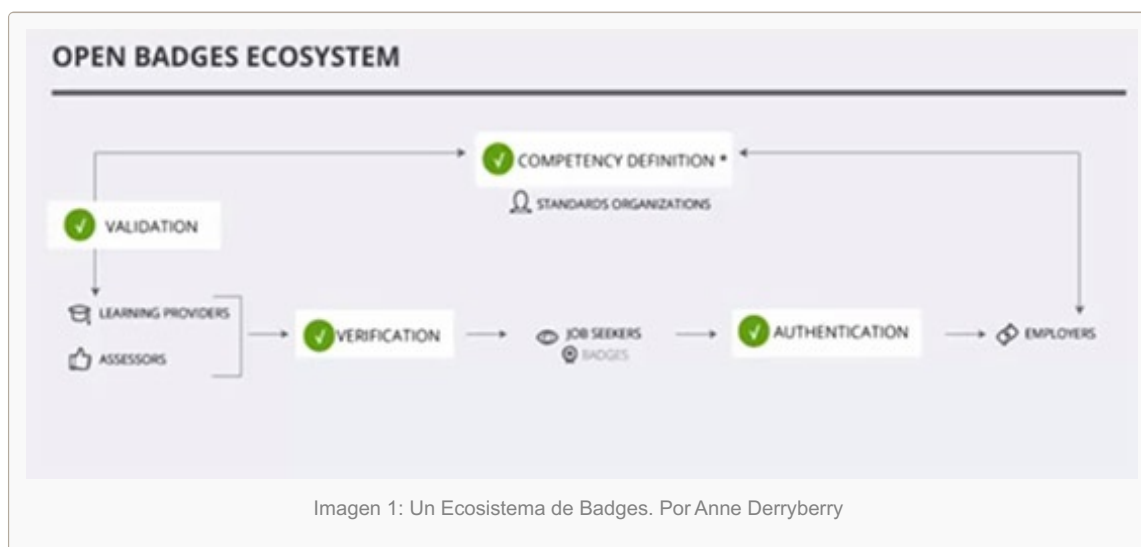 OPEN BADGES ECOSYSTEM
COMPETENCY DEFINITION *
STANDARDS ORGANIZATIONS
VALIDATION
LEARNING PROVIDERS
ASSESSORS
VERIFICATION
JOB SEEKERS
BADGES
AUTHENTICATION
EMPLOYERS
Imagen 1: Un Ecosistema de Badges. Por Anne Derryberry